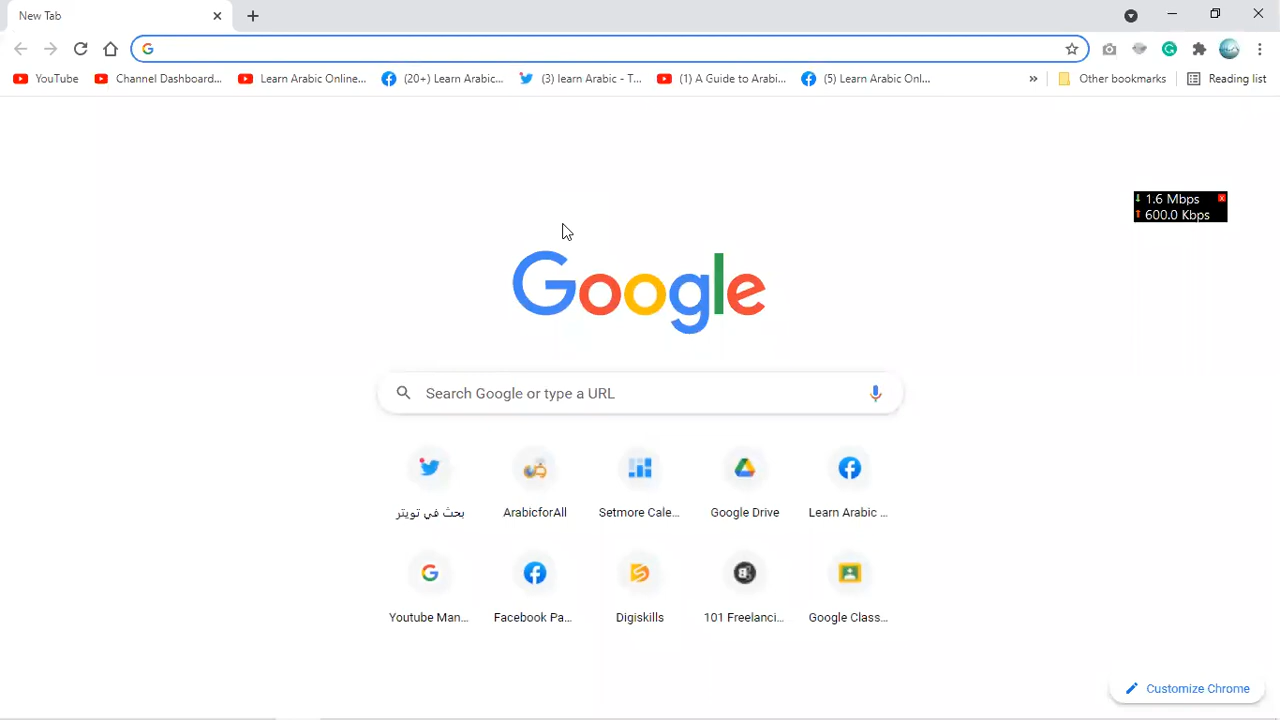 New Tab
YouTube
Channel Dashboard...
Learn Arabic Online...
(20+) Learn Arabic...
(3) learn Arabic - T...
(1) A Guide to Arabi...
(5) Learn Arabic Onl...
»
Other bookmarks
Reading list
1.6 Mbps
600.0 Kbps
Google
Search Google or type a URL
بحث في تويتر
ArabicforAll
Setmore Cale...
Google Drive
Learn Arabic ...
Youtube Man...
Facebook Pa...
Digiskills
101 Freelanci...
Google Class...
Customize Chrome